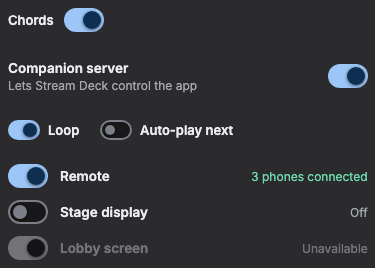 Chords
Companion server
Lets Stream Deck control the app
Loop Auto-play next
Remote 3 phones connected
Stage display Off
Lobby screen Unavailable